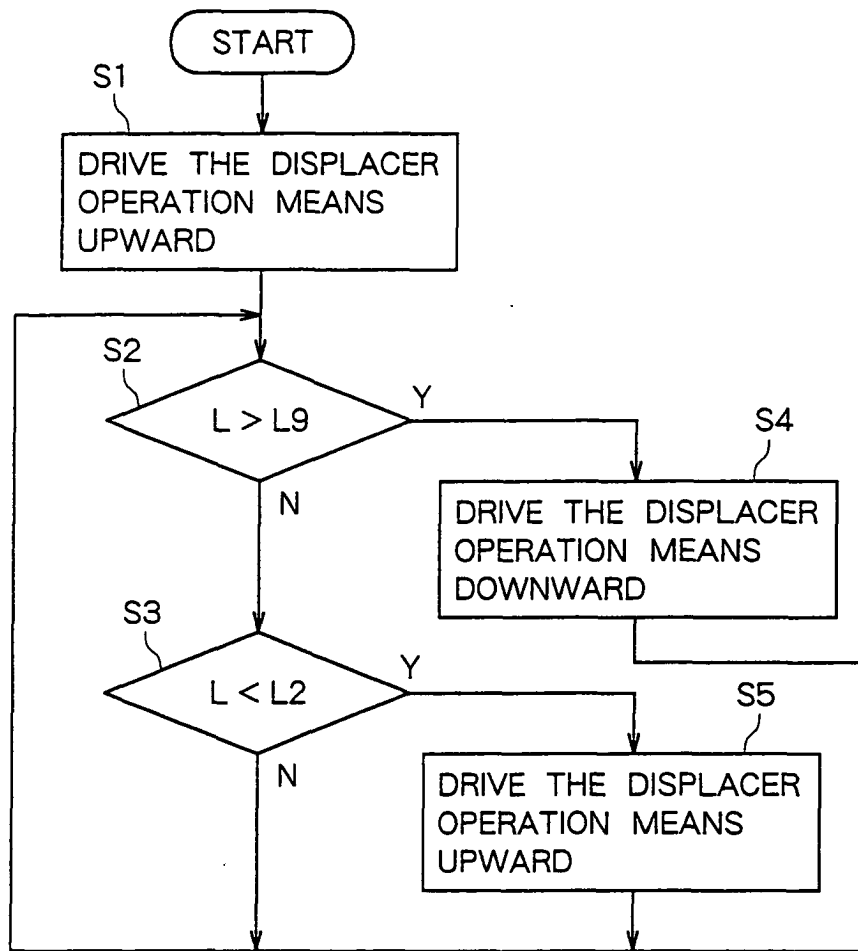 START
S1
DRIVE THE DISPLACER
OPERATION MEANS
UPWARD
S2
L > L9
Y
N
S4
DRIVE THE DISPLACER
OPERATION MEANS
DOWNWARD
S3
L < L2
Y
N
S5
DRIVE THE DISPLACER
OPERATION MEANS
UPWARD